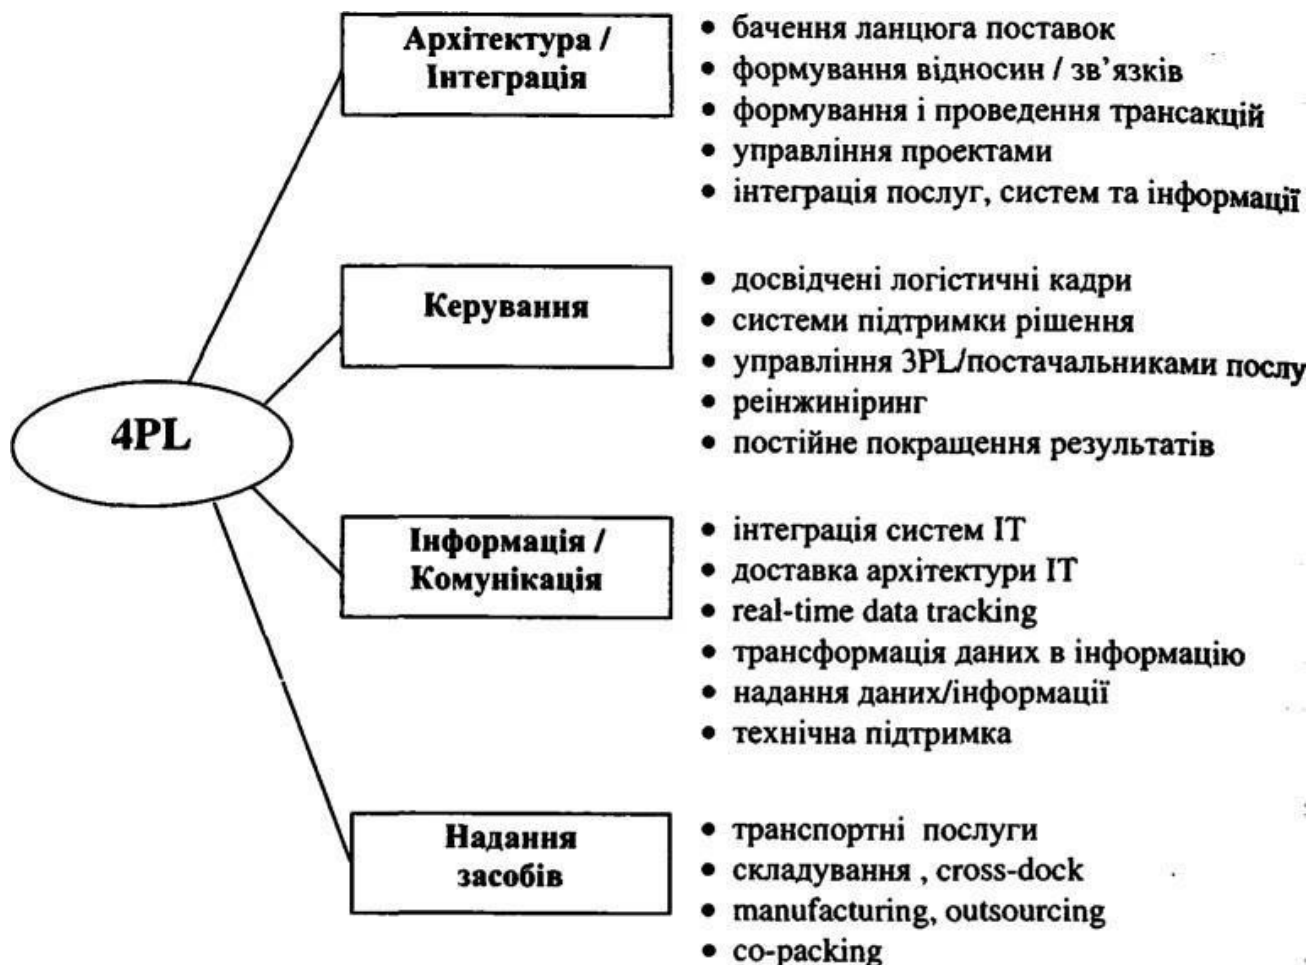 Архітектура /
Інтеграція
• бачення ланцюга поставок
• формування відносин / зв’язків
• формування і проведення трансакцій
• управління проектами
• інтеграція послуг, систем та інформації
Керування
• досвідчені логістичні кадри
• системи підтримки рішення
• управління 3PL/постачальниками послу
• реінжиніринг
• постійне покращення результатів
4PL
Інформація /
Комунікація
• інтеграція систем ІТ
• доставка архітектури ІТ
• real-time data tracking
• трансформація даних в інформацію
• надання даних/інформації
• технічна підтримка
Надання
засобів
• транспортні послуги
• складування , cross-dock
• manufacturing, outsourcing
• co-packing